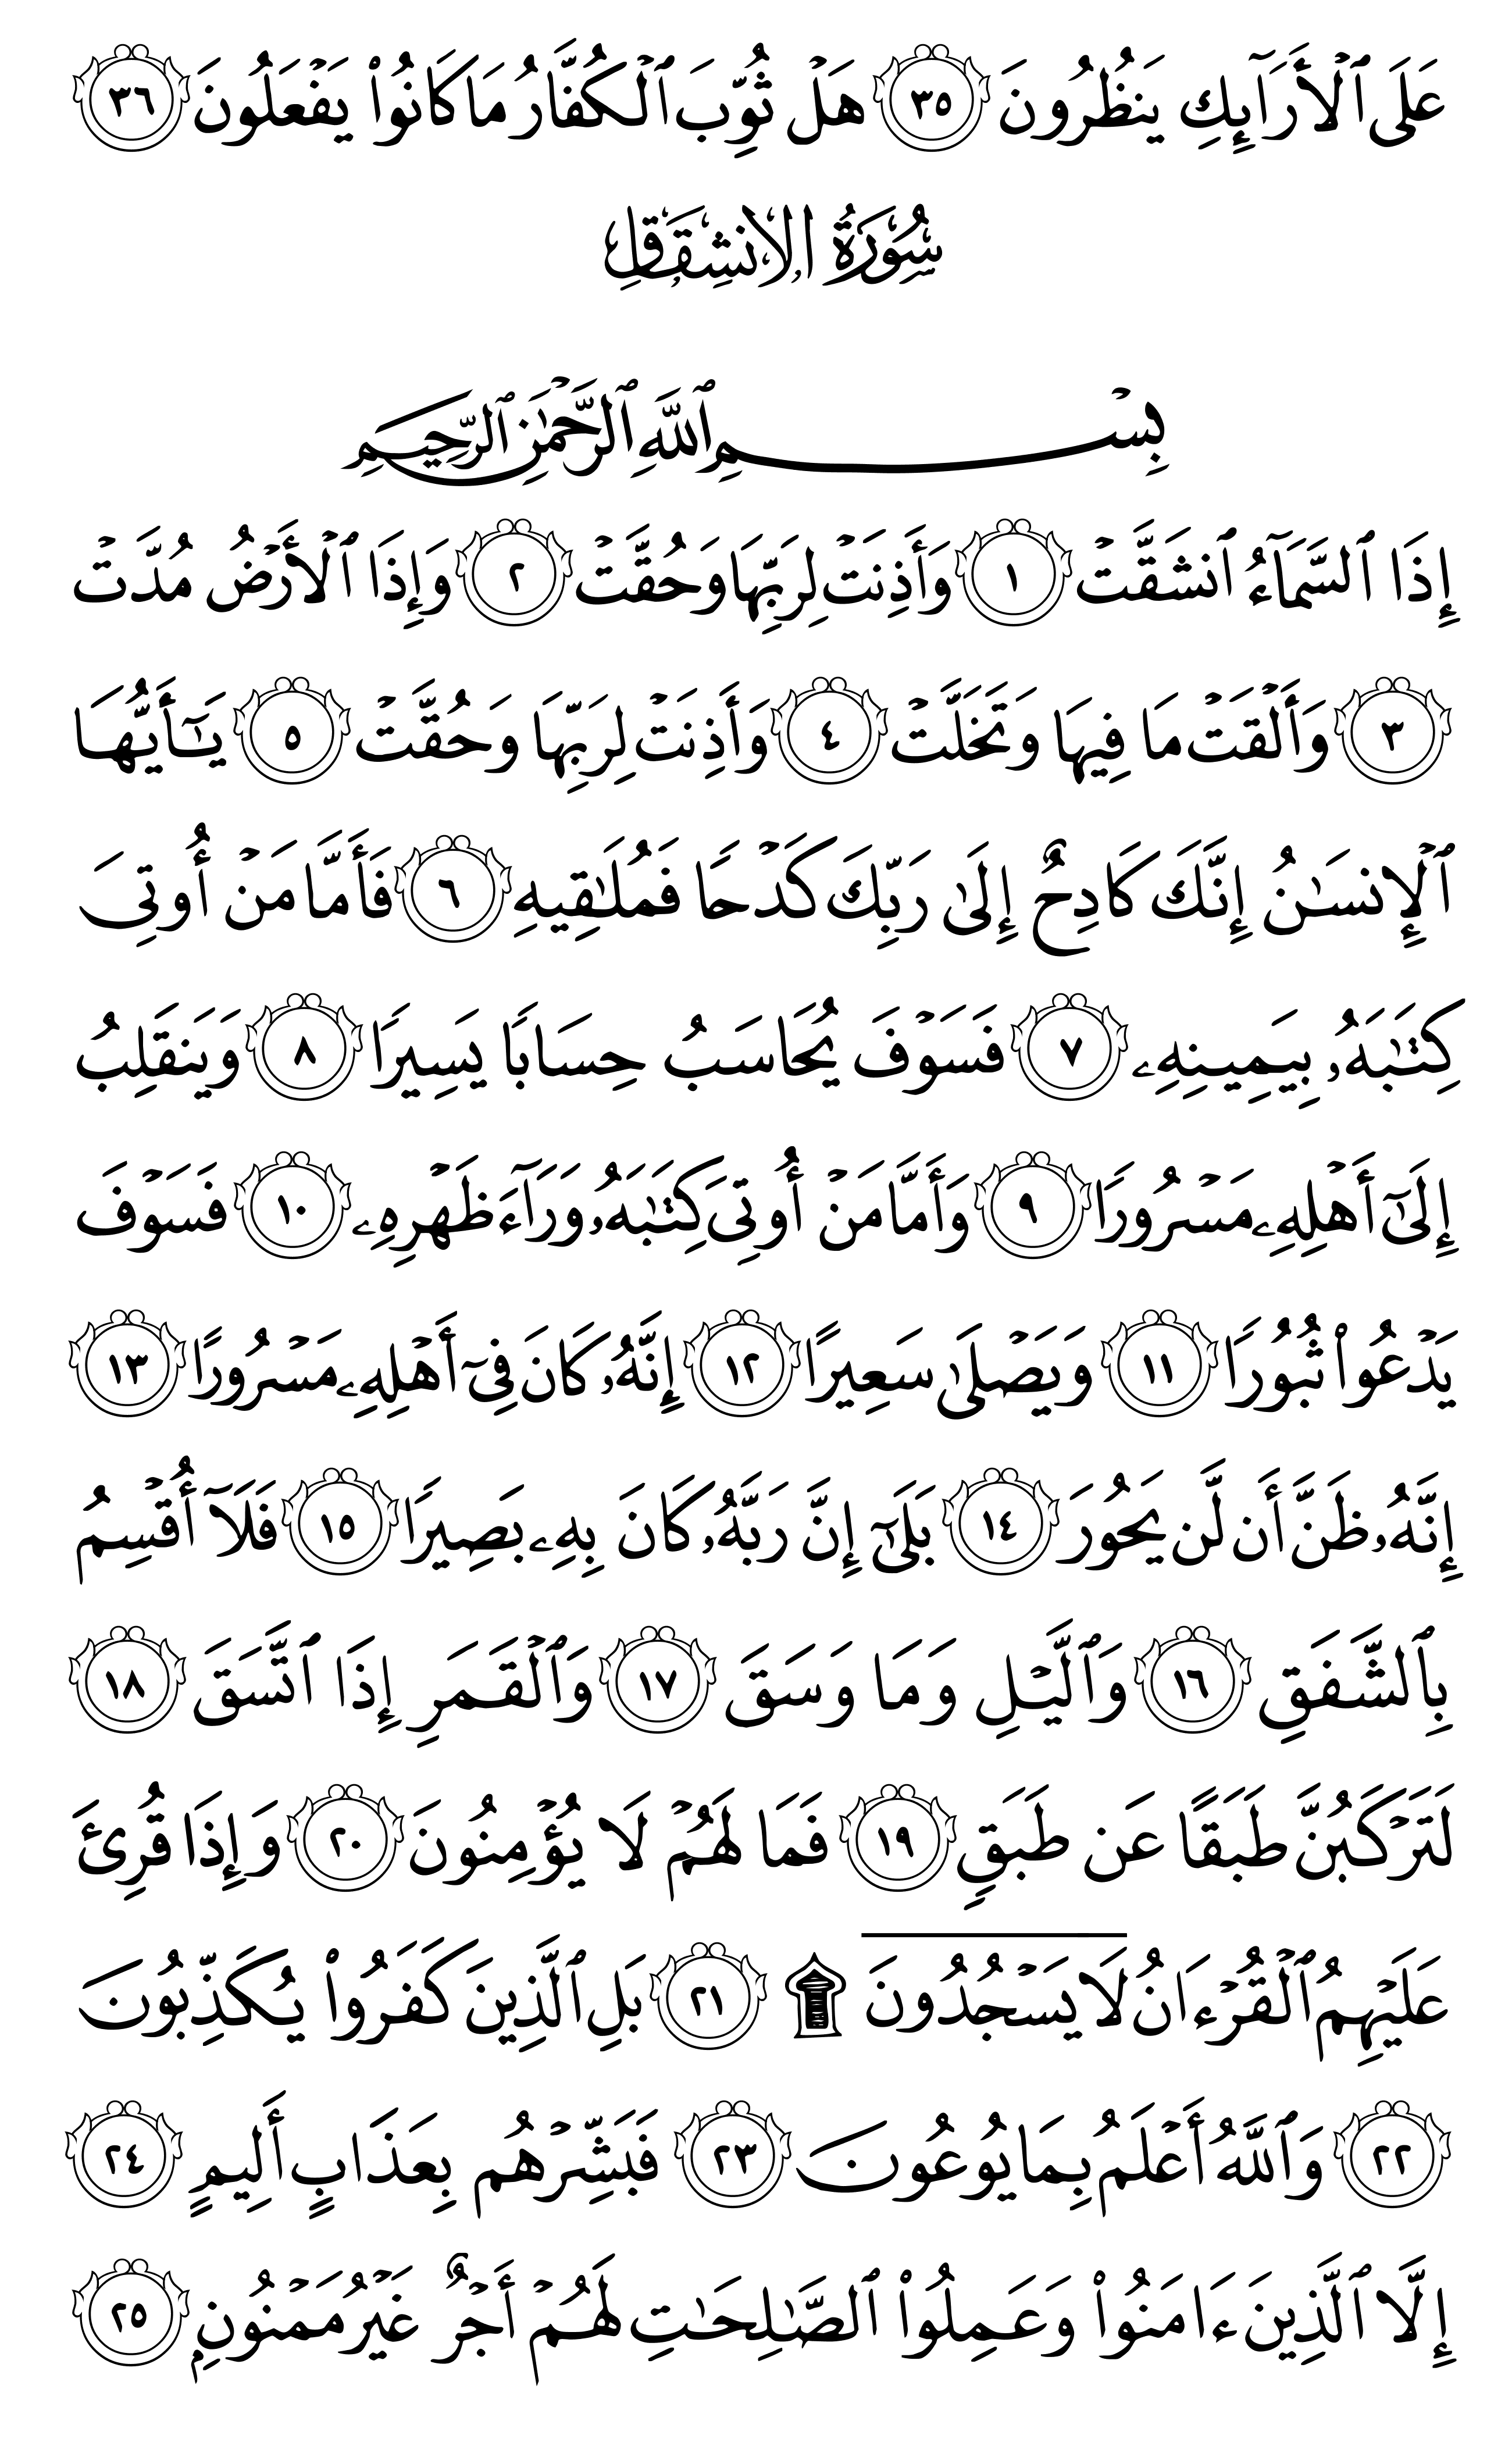 عَلَى ٱلۡأَرَآئِكِ يَنظُرُونَ ٣٥ هَلۡ ثُوِّبَ ٱلۡكُفَّارُ مَا كَانُواْ يَفۡعَلُونَ ٣٦
سُورَةُ الانشِقَاقِ
بِسۡمِ ٱللَّهِ ٱلرَّحۡمَٰنِ ٱلرَّحِيمِ
إِذَا ٱلسَّمَآءُ ٱنشَقَّتۡ ١ وَأَذِنَتۡ لِرَبِّهَا وَحُقَّتۡ ٢ وَإِذَا ٱلۡأَرۡضُ مُدَّتۡ
٣ وَأَلۡقَتۡ مَا فِيهَا وَتَخَلَّتۡ ٤ وَأَذِنَتۡ لِرَبِّهَا وَحُقَّتۡ ٥ يَٰٓأَيُّهَا
ٱلۡإِنسَٰنُ إِنَّكَ كَادِحٌ إِلَىٰ رَبِّكَ كَدۡحًا فَمُلَٰقِيهِ ٦ فَأَمَّا مَنۡ أُوتِيَ
كِتَٰبَهُۥ بِيَمِينِهِۦ ٧ فَسَوۡفَ يُحَاسَبُ حِسَابًا يَسِيرًا ٨ وَيَنقَلِبُ
إِلَىٰٓ أَهۡلِهِۦ مَسۡرُورًا ٩ وَأَمَّا مَنۡ أُوتِيَ كِتَٰبَهُۥ وَرَآءَ ظَهۡرِهِۦ ١٠ فَسَوۡفَ
يَدۡعُواْ ثُبُورًا ١١ وَيَصۡلَىٰ سَعِيرًا ١٢ إِنَّهُۥ كَانَ فِيٓ أَهۡلِهِۦ مَسۡرُورًا ١٣
إِنَّهُۥ ظَنَّ أَن لَّن يَحُورَ ١٤ بَلَىٰٓ إِنَّ رَبَّهُۥ كَانَ بِهِۦ بَصِيرًا ١٥ فَلَآ أُقۡسِمُ
بِٱلشَّفَقِ ١٦ وَٱلَّيۡلِ وَمَا وَسَقَ ١٧ وَٱلۡقَمَرِ إِذَا ٱتَّسَقَ ١٨
لَتَرۡكَبُنَّ طَبَقًا عَن طَبَقٖ ١٩ فَمَا لَهُمۡ لَا يُؤۡمِنُونَ ٢٠ وَإِذَا قُرِئَ
عَلَيۡهِمُ ٱلۡقُرۡءَانُ لَا يَسۡجُدُونَ ۩ ٢١ بَلِ ٱلَّذِينَ كَفَرُواْ يُكَذِّبُونَ
٢٢ وَٱللَّهُ أَعۡلَمُ بِمَا يُوعُونَ ٢٣ فَبَشِّرۡهُم بِعَذَابٍ أَلِيمٍ ٢٤
إِلَّا ٱلَّذِينَ ءَامَنُواْ وَعَمِلُواْ ٱلصَّٰلِحَٰتِ لَهُمۡ أَجۡرٌ غَيۡرُ مَمۡنُونِۭ ٢٥